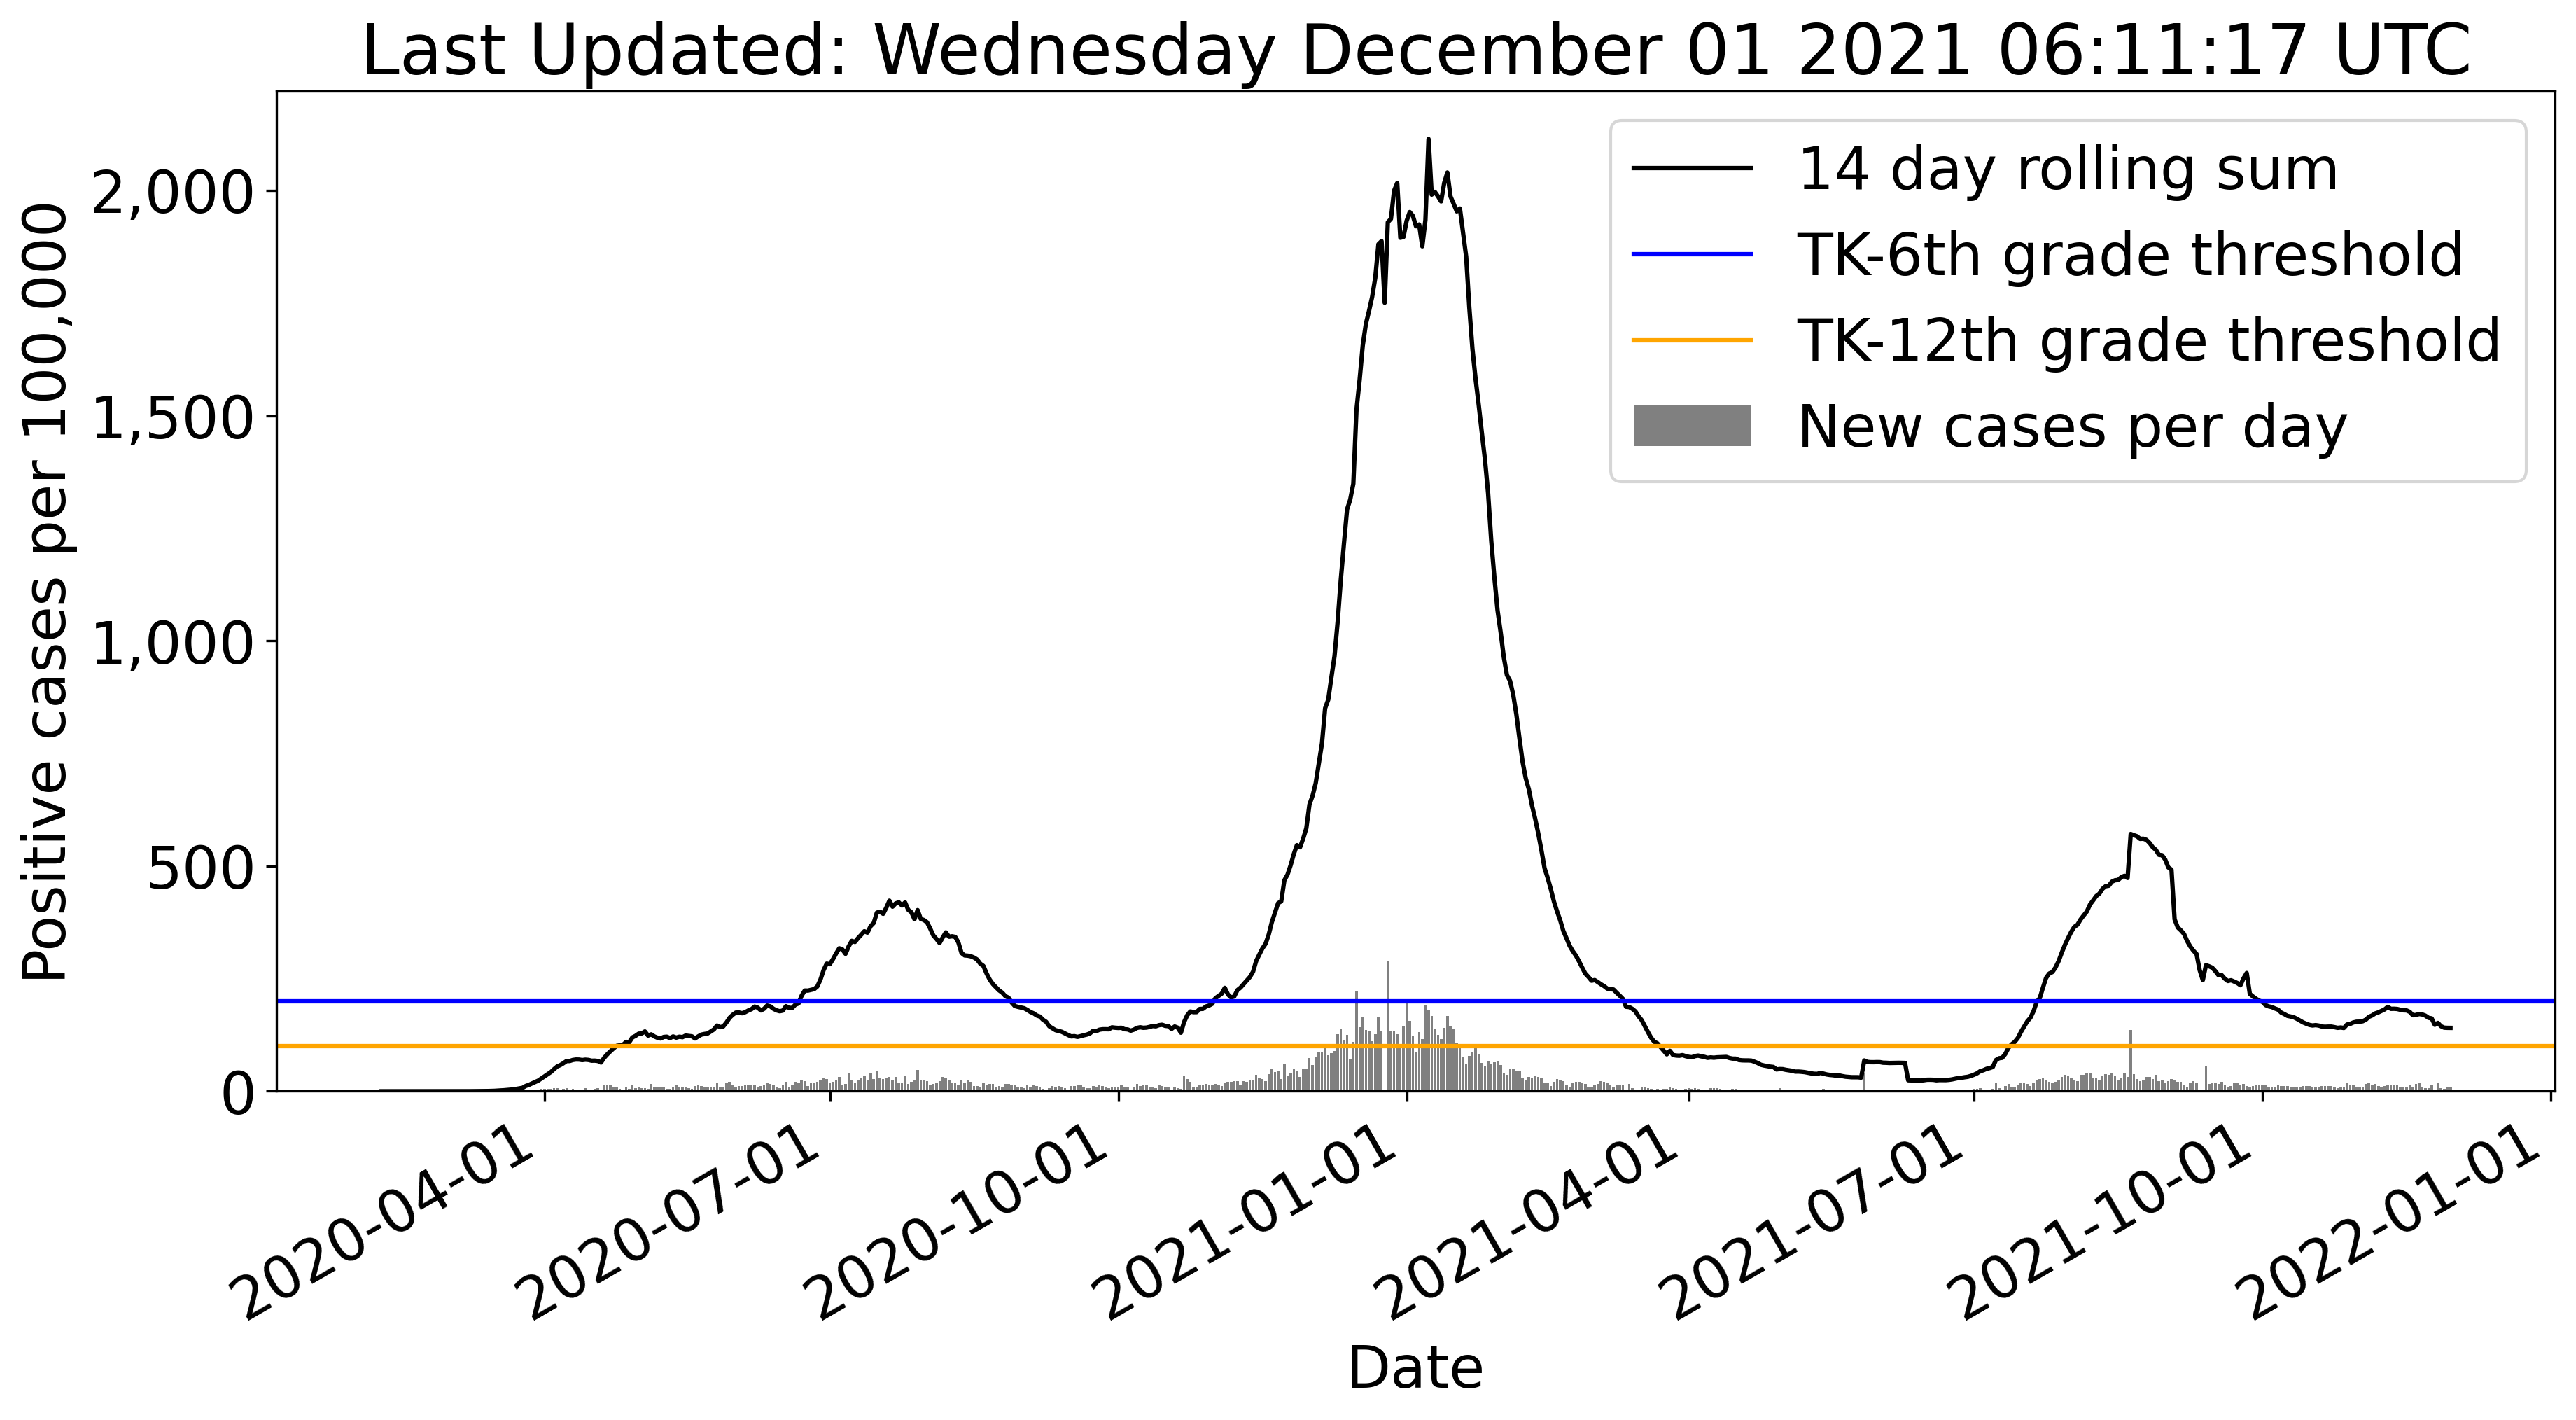 Last Updated: Wednesday December 01 2021 06:11:17 UTC
Positive cases per 100,000
2,000
1,500
1,000
500
0
14 day rolling sum
TK-6th grade threshold
TK-12th grade threshold
New cases per day
2020-04-01
2020-07-01
2020-10-01
2021-01-01
2021-04-01
2021-07-01
2021-10-01
2022-01-01
Date